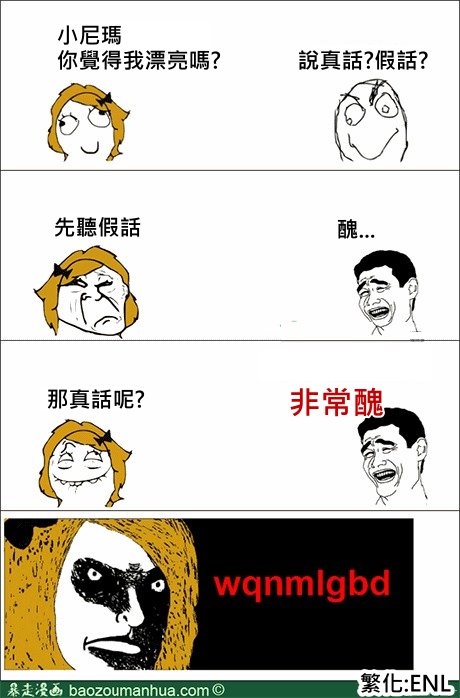 小尼瑪
你覺得我漂亮嗎?
說真話?假話?
先聽假話
醜...
那真話呢?
非常醜
wqnmlgbd
暴走漫画 baozoumanhua.com ©
繁化:ENL